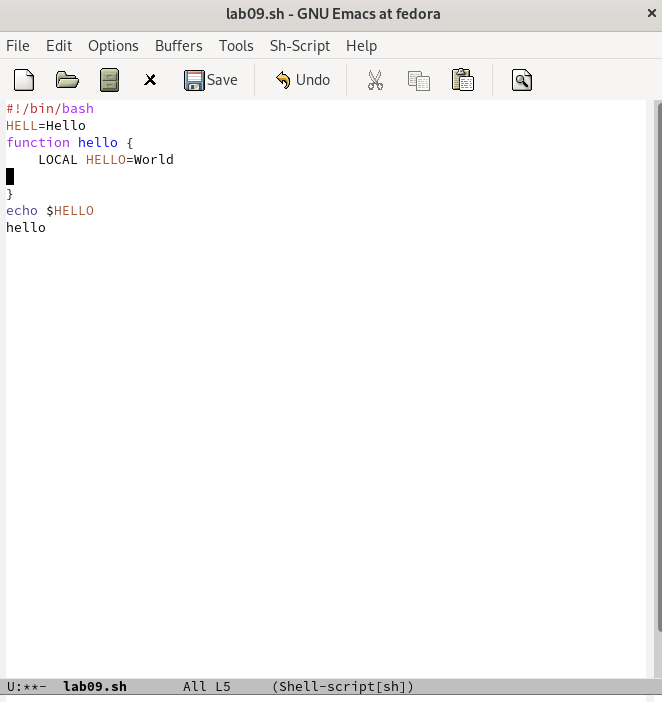 lab09.sh - GNU Emacs at fedora ×
File Edit Options Buffers Tools Sh-Script Help
Save Undo
#!/bin/bash
HELL=Hello
function hello {
    LOCAL HELLO=World
}
echo $HELLO
hello
U:**- lab09.sh All L5 (Shell-script[sh])